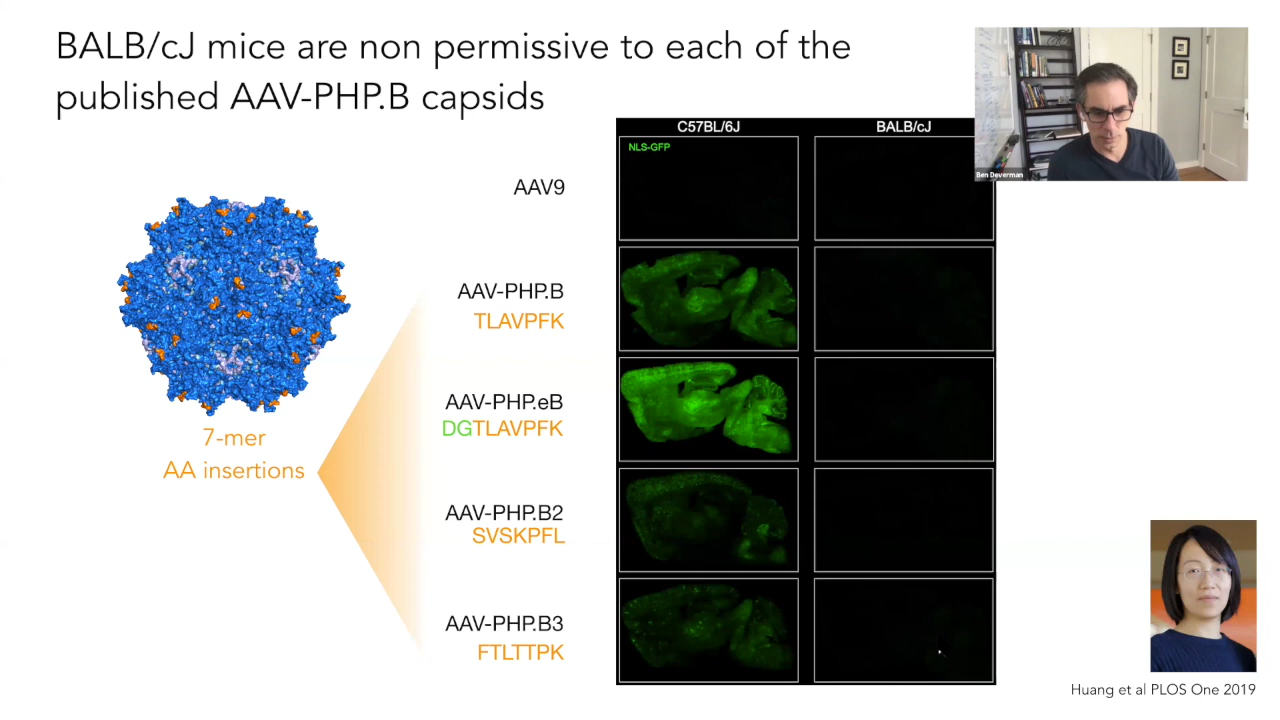 BALB/cJ mice are non permissive to each of the
published AAV-PHP.B capsids
C57BL/6J
BALB/cJ
NLS-GFP
Ben Deverman
AAV9
AAV-PHP.B
TLAVPFK
AAV-PHP.eB
DGTLAVPFK
7-mer
AA insertions
AAV-PHP.B2
SVSKPFL
AAV-PHP.B3
FTLTTPK
Huang et al PLOS One 2019